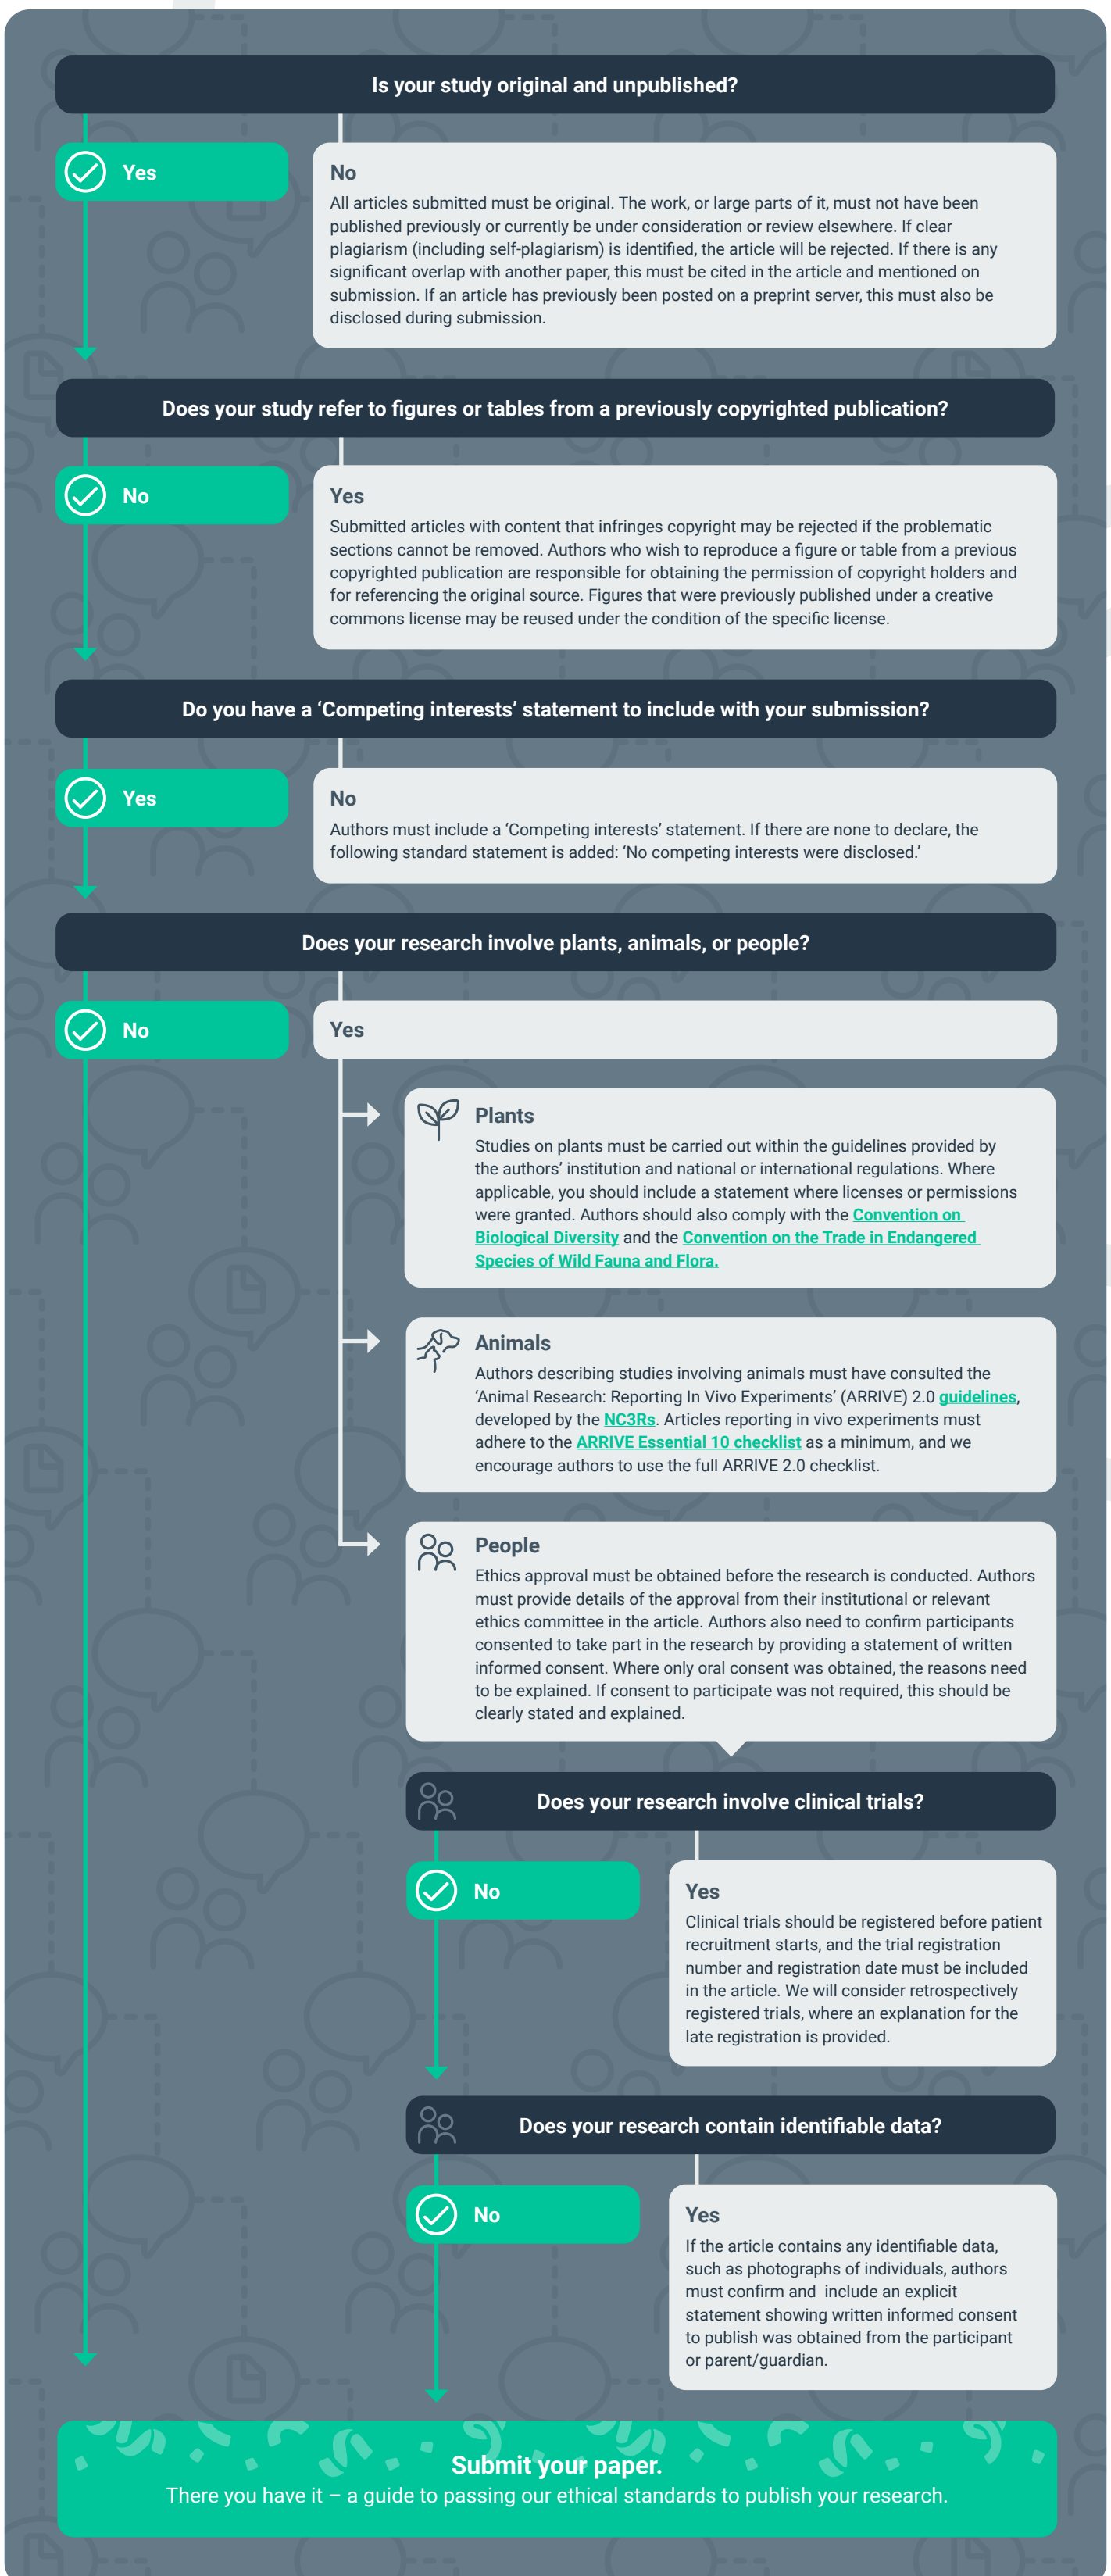 Is your study original and unpublished?
Yes
No
All articles submitted must be original. The work, or large parts of it, must not have been
published previously or currently be under consideration or review elsewhere. If clear
plagiarism (including self-plagiarism) is identified, the article will be rejected. If there is any
significant overlap with another paper, this must be cited in the article and mentioned on
submission. If an article has previously been posted on a preprint server, this must also be
disclosed during submission.
Does your study refer to figures or tables from a previously copyrighted publication?
No
Yes
Submitted articles with content that infringes copyright may be rejected if the problematic
sections cannot be removed. Authors who wish to reproduce a figure or table from a previous
copyrighted publication are responsible for obtaining the permission of copyright holders and
for referencing the original source. Figures that were previously published under a creative
commons license may be reused under the condition of the specific license.
Do you have a ‘Competing interests’ statement to include with your submission?
Yes
No
Authors must include a ‘Competing interests’ statement. If there are none to declare, the
following standard statement is added: ‘No competing interests were disclosed.’
Does your research involve plants, animals, or people?
No
Yes
Plants
Studies on plants must be carried out within the guidelines provided by
the authors’ institution and national or international regulations. Where
applicable, you should include a statement where licenses or permissions
were granted. Authors should also comply with the Convention on
Biological Diversity and the Convention on the Trade in Endangered
Species of Wild Fauna and Flora.
Animals
Authors describing studies involving animals must have consulted the
‘Animal Research: Reporting In Vivo Experiments’ (ARRIVE) 2.0 guidelines,
developed by the NC3Rs. Articles reporting in vivo experiments must
adhere to the ARRIVE Essential 10 checklist as a minimum, and we
encourage authors to use the full ARRIVE 2.0 checklist.
People
Ethics approval must be obtained before the research is conducted. Authors
must provide details of the approval from their institutional or relevant
ethics committee in the article. Authors also need to confirm participants
consented to take part in the research by providing a statement of written
informed consent. Where only oral consent was obtained, the reasons need
to be explained. If consent to participate was not required, this should be
clearly stated and explained.
Does your research involve clinical trials?
No
Yes
Clinical trials should be registered before patient
recruitment starts, and the trial registration
number and registration date must be included
in the article. We will consider retrospectively
registered trials, where an explanation for the
late registration is provided.
Does your research contain identifiable data?
No
Yes
If the article contains any identifiable data,
such as photographs of individuals, authors
must confirm and include an explicit
statement showing written informed consent
to publish was obtained from the participant
or parent/guardian.
Submit your paper.
There you have it – a guide to passing our ethical standards to publish your research.